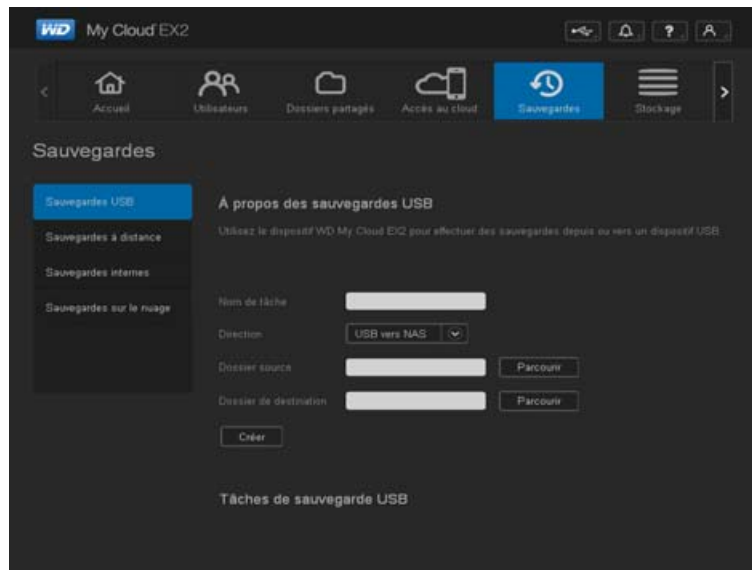 WD My Cloud EX2
?
Accueil
Utilisateurs
Dossiers partagés
Accès au cloud
Sauvegardes
Stockage
Sauvegardes
Sauvegardes USB
Sauvegardes à distance
Sauvegardes internes
Sauvegardes sur le nuage
À propos des sauvegardes USB
Utilisez le dispositif WD My Cloud EX2 pour effectuer des sauvegardes depuis ou vers un dispositif USB
Nom de tâche
Direction
USB vers NAS
Dossier source
Parcourir
Dossier de destination
Parcourir
Créer
Tâches de sauvegarde USB